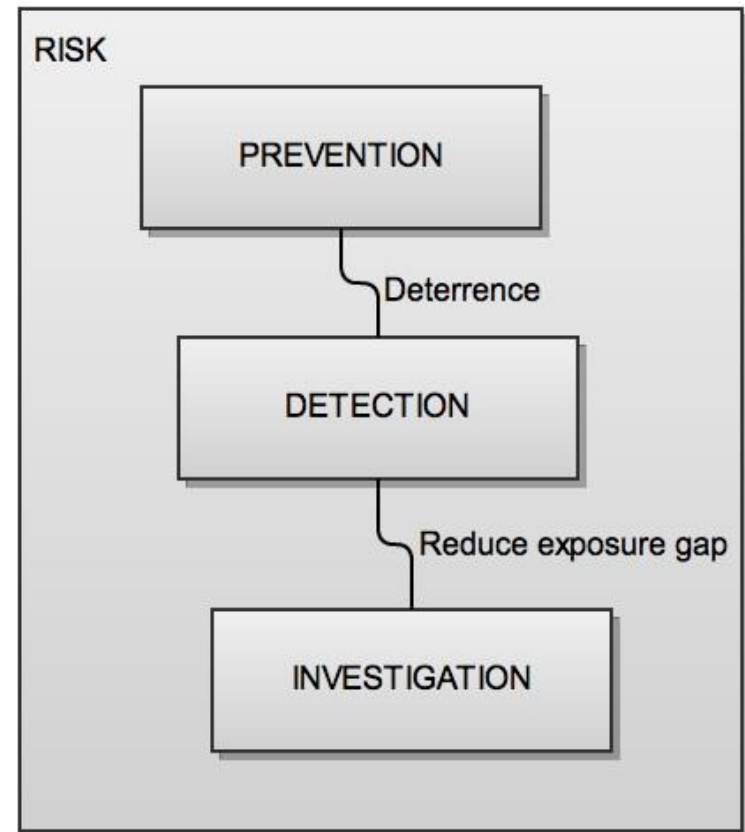 RISK
PREVENTION
Deterrence
DETECTION
Reduce exposure gap
INVESTIGATION